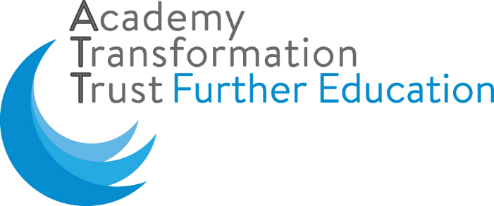 Academy
Transformation
Trust Further Education